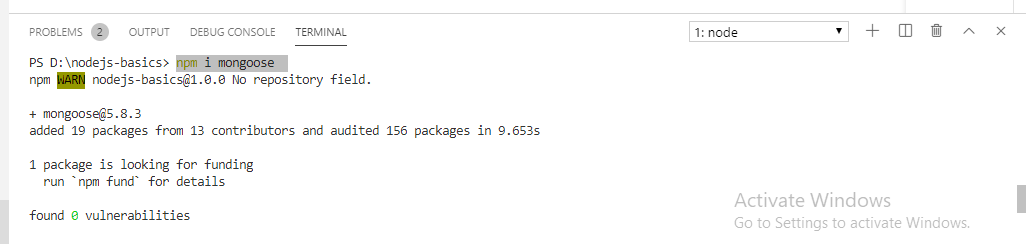 PROBLEMS 2 OUTPUT DEBUG CONSOLE TERMINAL 1: node
PS D:\nodejs-basics> npm i mongoose
npm WARN nodejs-basics@1.0.0 No repository field.
+ mongoose@5.8.3
added 19 packages from 13 contributors and audited 156 packages in 9.653s
1 package is looking for funding
run `npm fund` for details
found 0 vulnerabilities
Activate Windows
Go to Settings to activate Windows.